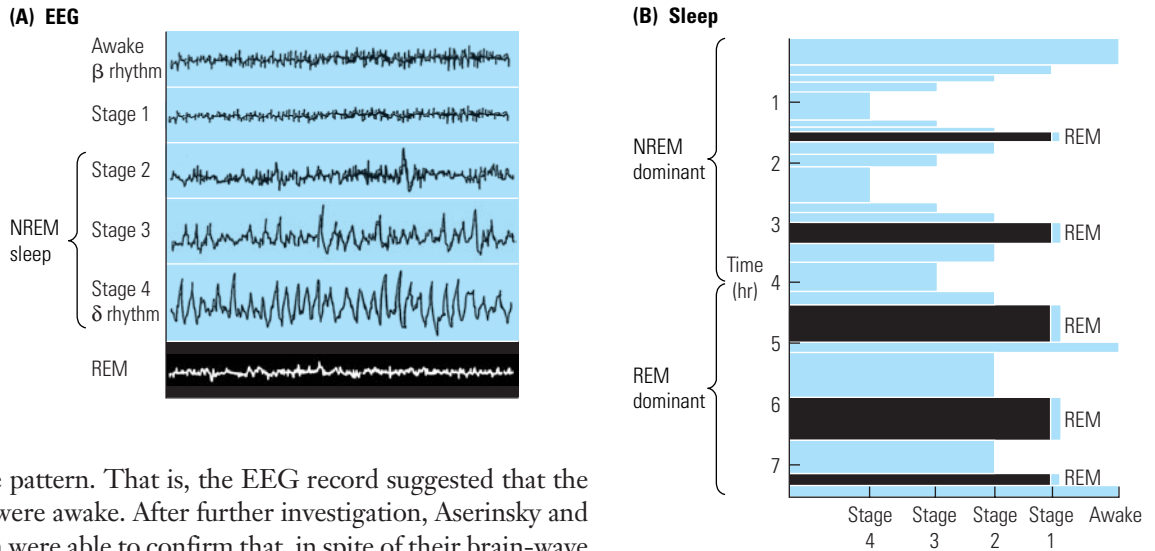 (A) EEG
Awake
β rhythm
Stage 1
Stage 2
Stage 3
Stage 4
δ rhythm
REM
NREM
sleep
(B) Sleep
NREM
dominant
REM
dominant
Time
(hr)
1
2
3
4
5
6
7
REM
REM
REM
REM
REM
Stage
4
Stage
3
Stage
2
Stage
1
Awake
pattern. That is, the EEG record suggested that the
were awake. After further investigation, Aserinsky and
were able to confirm that, in spite of their brain-wave